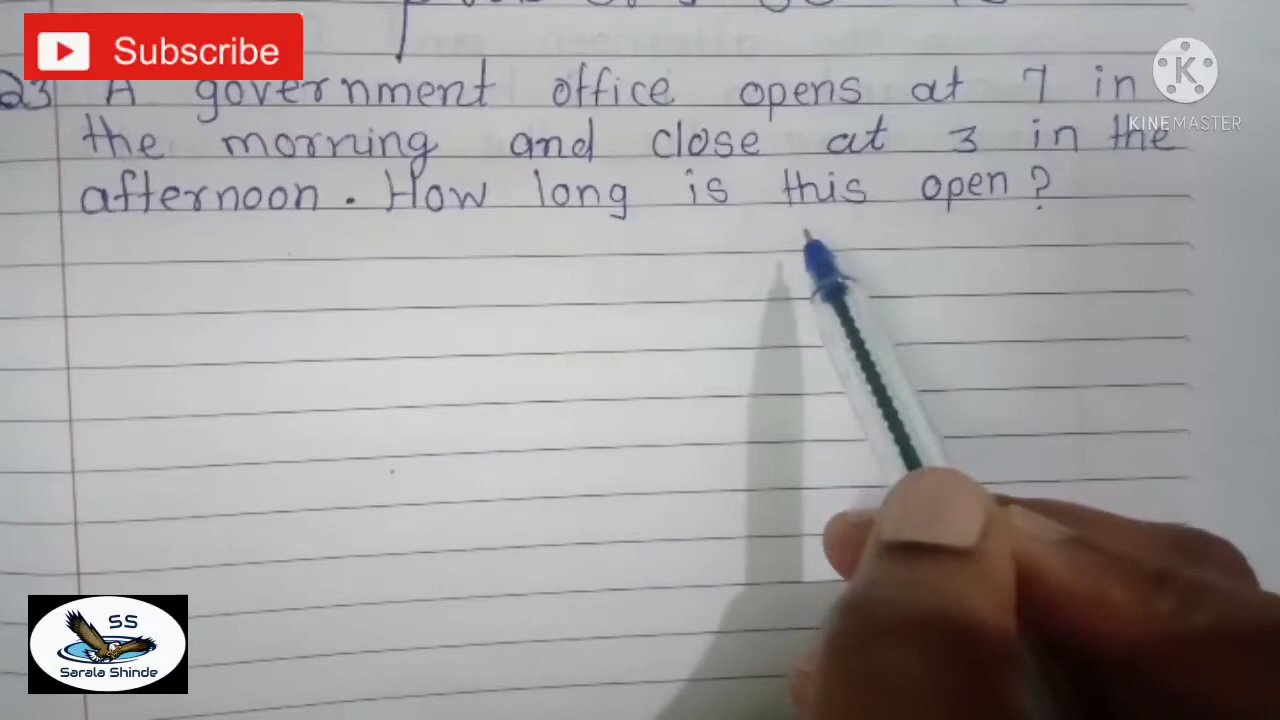 Subscribe
23 A government office opens at 7 in
the morning and close at 3 in the
afternoon. How long is this open?
K
KINEMASTER
SS
Sarala Shinde